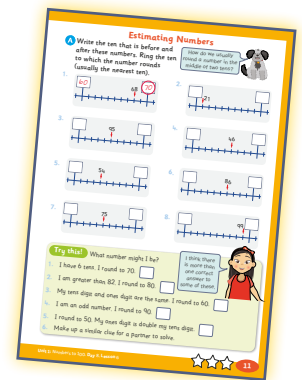 Estimating Numbers
A Write the ten that is before and
after these numbers. Ring the ten
to which the number rounds
(usually the nearest ten).
How do we usually
round a number in the
middle of two tens?
1.
60
68
70
2.
21
3.
95
4.
46
5.
54
6.
86
7.
75
8.
99
Try this! What number might I be?
1. I have 6 tens. I round to 70.
2. I am greater than 82. I round to 80.
3. My tens digit and ones digit are the same. I round to 60.
4. I am an odd number. I round to 90.
5. I round to 50. My ones digit is double my tens digit.
6. Make up a similar clue for a partner to solve.
I think there
is more than
one correct
answer to
some of these!
11